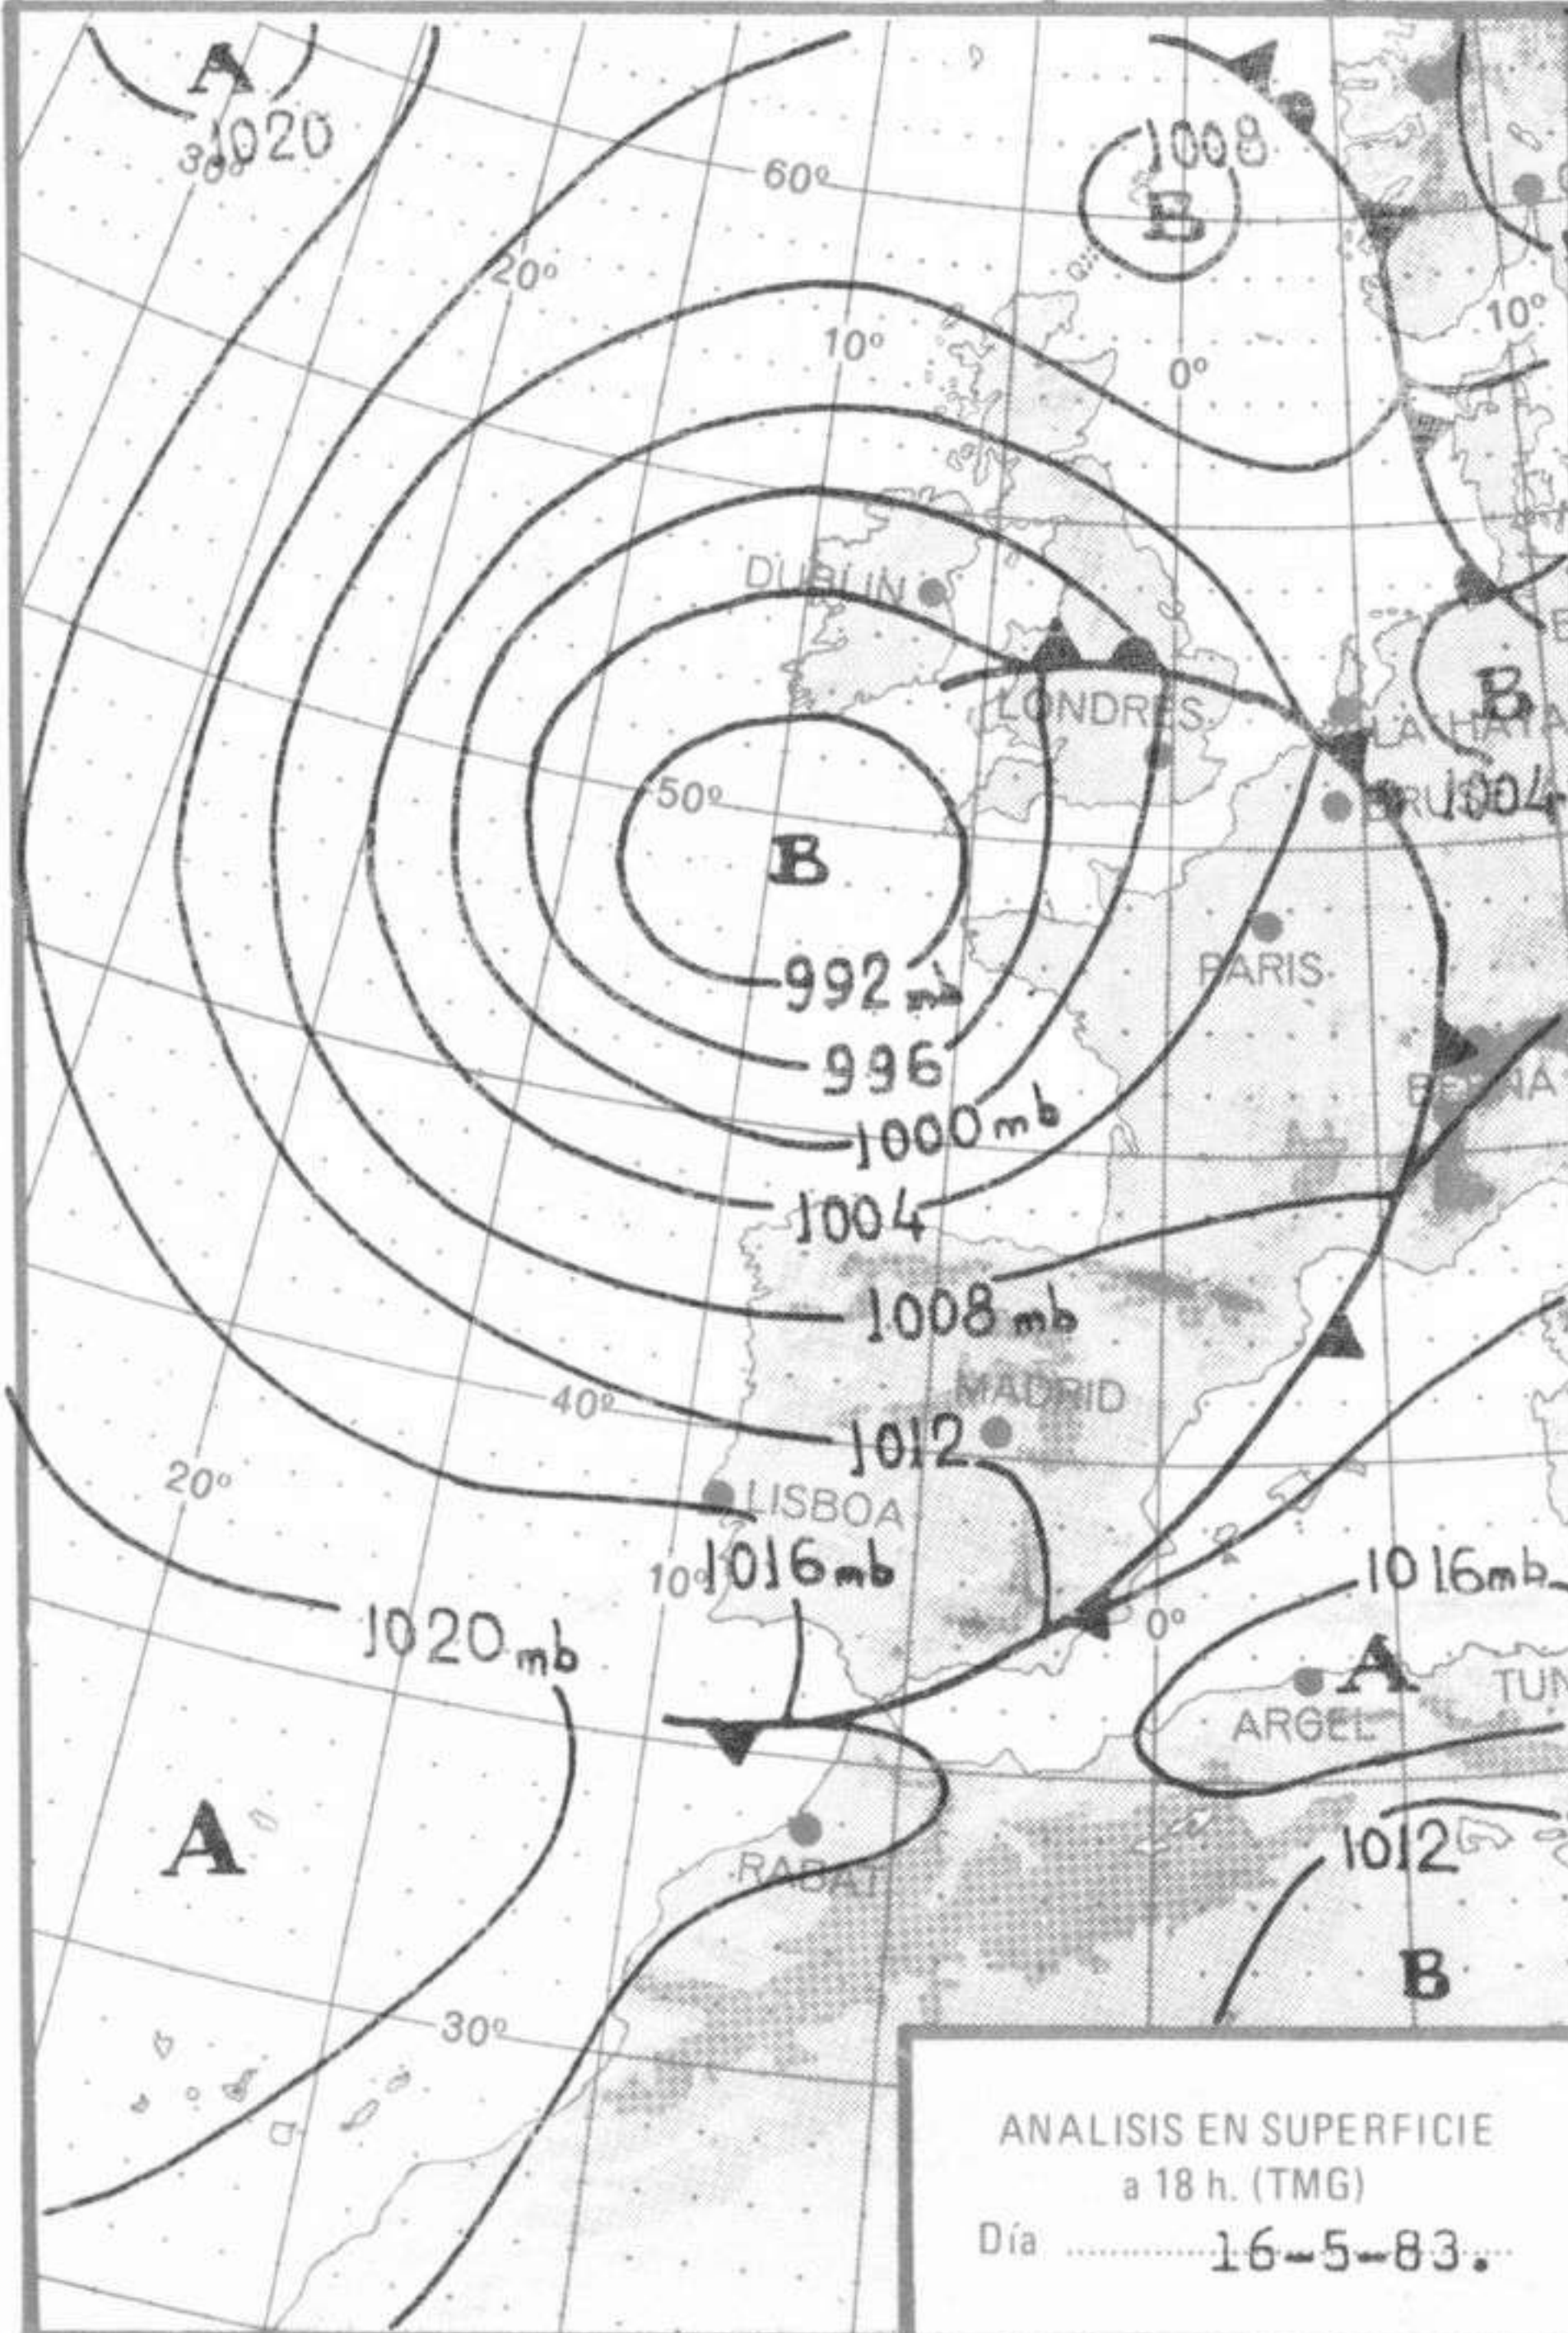 A
1020
30º
1008
60º
B
20º
10º
10º
0º
DUBLIN
LONDRES
B
LA HAYA
50º
1004
B
PARIS
992 mb
996
BERNA
1000 mb
1004
1008 mb
MADRID
40º
1012
20º
LISBOA
10º
1016 mb
1016 mb
0º
1020 mb
A
TUN
ARGEL
A
RABAT
1012
B
30º
ANALISIS EN SUPERFICIE
a 18 h. (TMG)
Día 16-5-83.